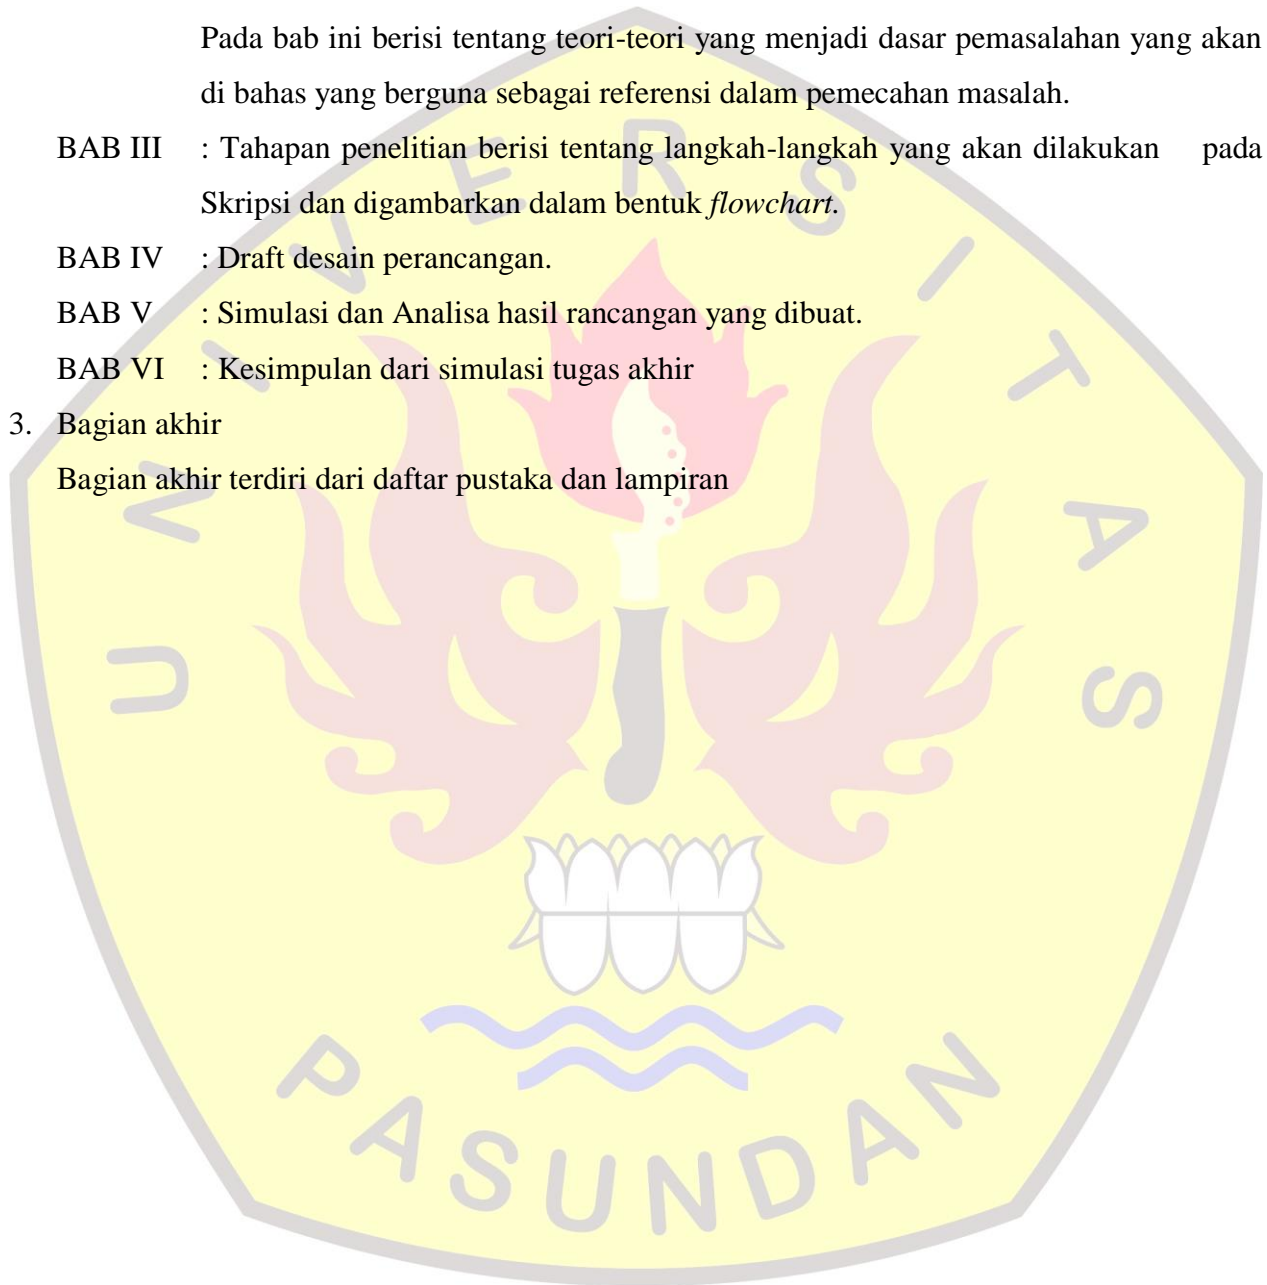 Pada bab ini berisi tentang teori-teori yang menjadi dasar pemasalahan yang akan
di bahas yang berguna sebagai referensi dalam pemecahan masalah.
BAB III : Tahapan penelitian berisi tentang langkah-langkah yang akan dilakukan pada
Skripsi dan digambarkan dalam bentuk flowchart.
BAB IV : Draft desain perancangan.
BAB V : Simulasi dan Analisa hasil rancangan yang dibuat.
BAB VI : Kesimpulan dari simulasi tugas akhir
3. Bagian akhir
Bagian akhir terdiri dari daftar pustaka dan lampiran
UNIVERSITAS
PASUNDAN